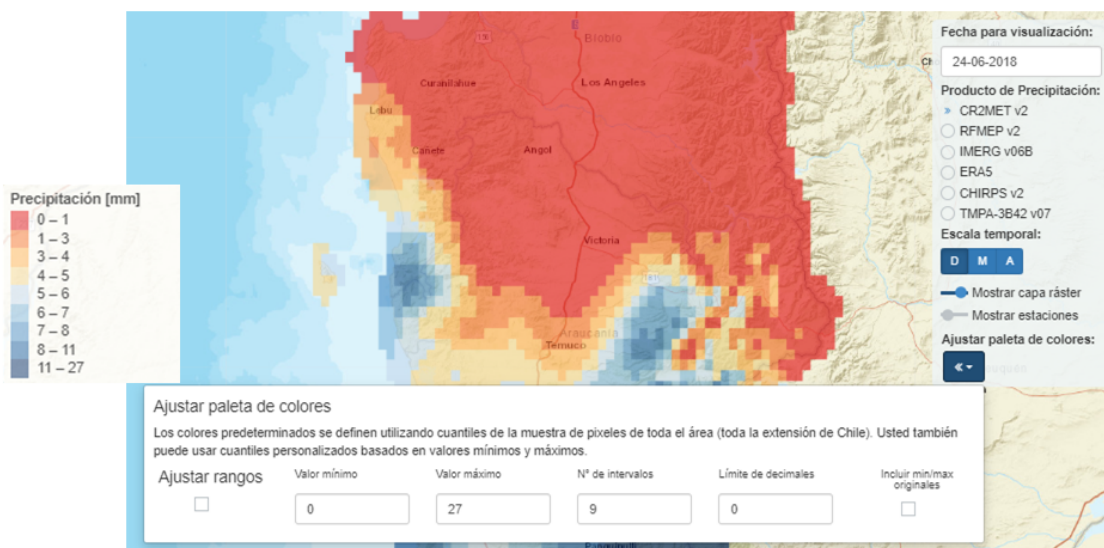 Biobío
160
Curanilahue
Los Angeles
Lebu
Cañete
Angol
Victoria
181
Araucanía
Temuco
Fecha para visualización:
24-06-2018
Producto de Precipitación:
CR2MET v2
RFMEP v2
IMERG v06B
ERA5
CHIRPS v2
TMPA-3B42 v07
Escala temporal:
D M A
Mostrar capa ráster
Mostrar estaciones
Ajustar paleta de colores:
Precipitación [mm]
0 – 1
1 – 3
3 – 4
4 – 5
5 – 6
6 – 7
7 – 8
8 – 11
11 – 27
Ajustar paleta de colores
Los colores predeterminados se definen utilizando cuantiles de la muestra de pixeles de toda el área (toda la extensión de Chile). Usted también
puede usar cuantiles personalizados basados en valores mínimos y máximos.
Ajustar rangos
Valor mínimo
0
Valor máximo
27
N° de intervalos
9
Límite de decimales
0
Incluir min/max
originales